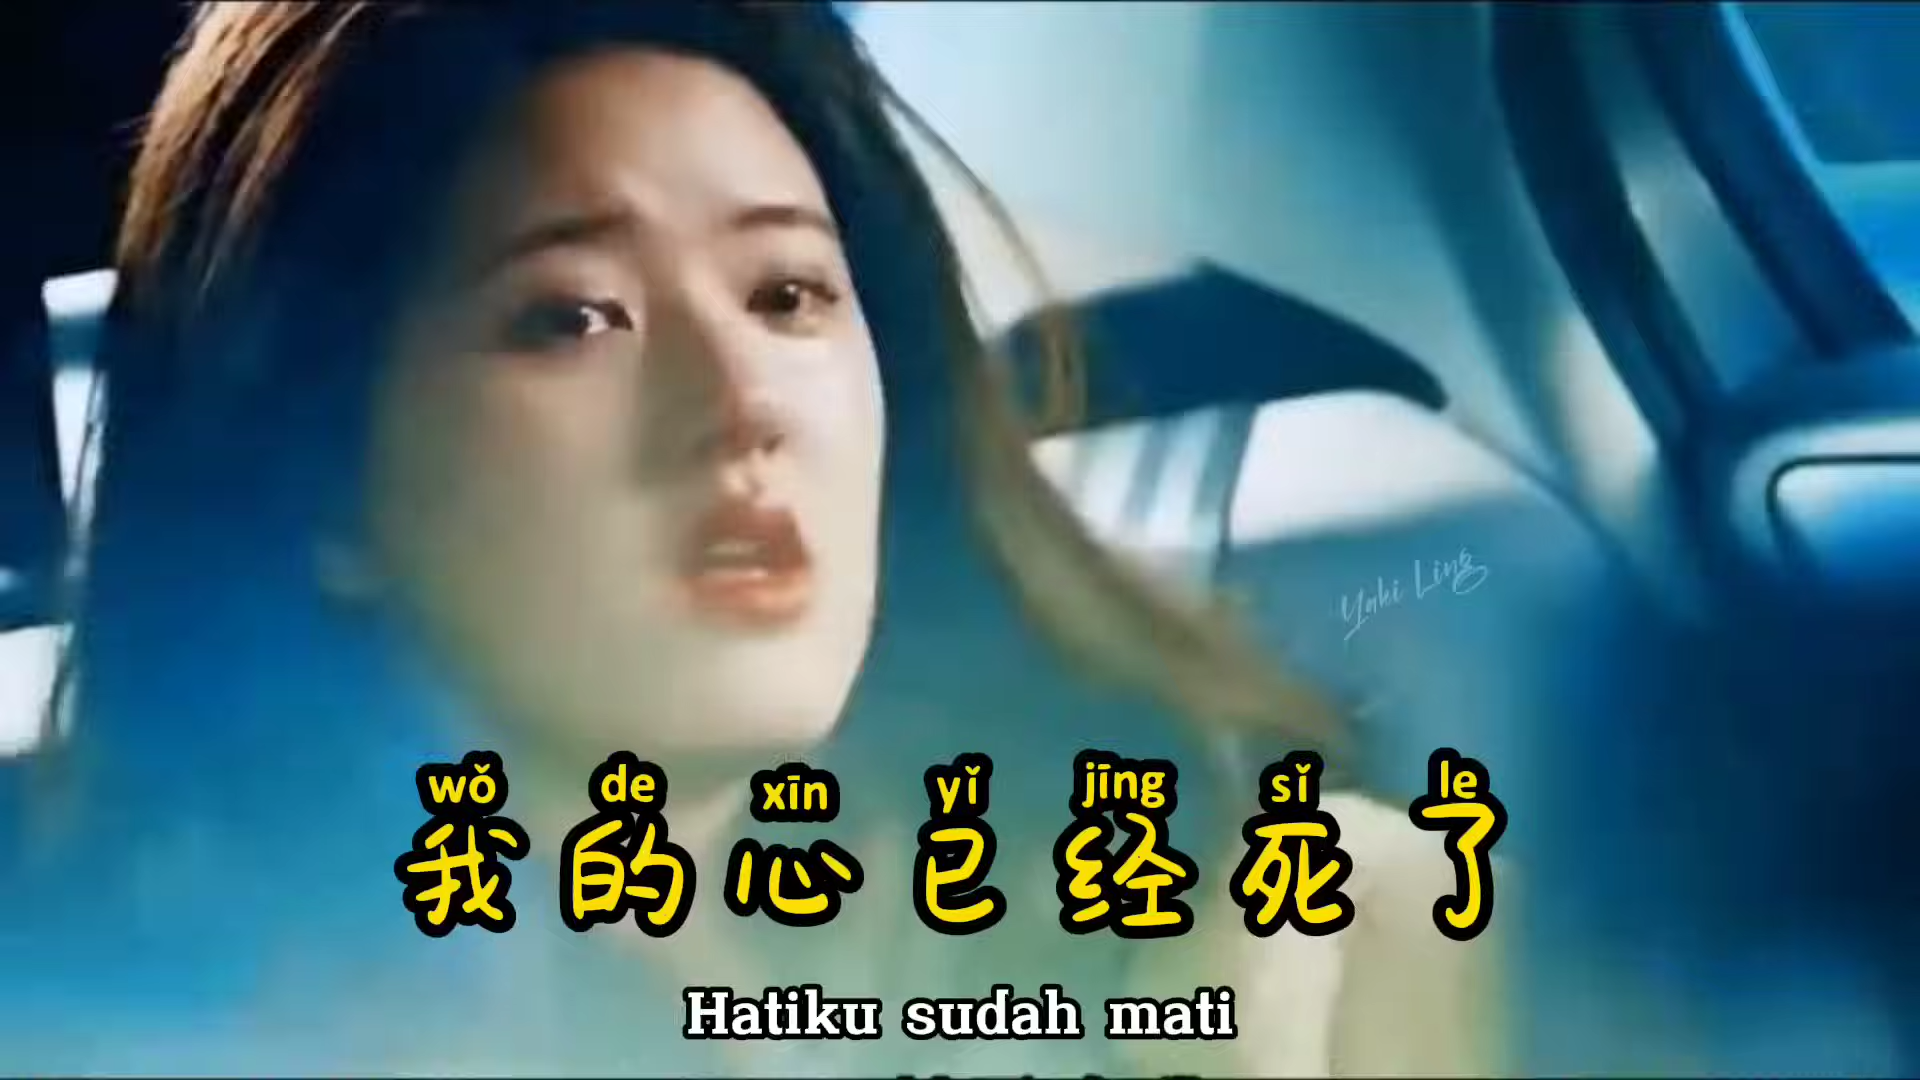 Yaki Ling
wǒ de xīn yǐ jīng sǐ le
我的心已经死了
Hatiku sudah mati